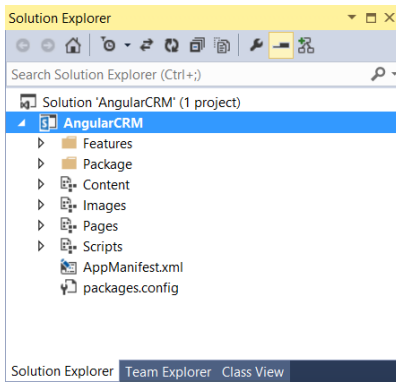 Solution Explorer
Search Solution Explorer (Ctrl+;)
Solution 'AngularCRM' (1 project)
AngularCRM
Features
Package
Content
Images
Pages
Scripts
AppManifest.xml
packages.config
Solution Explorer Team Explorer Class View